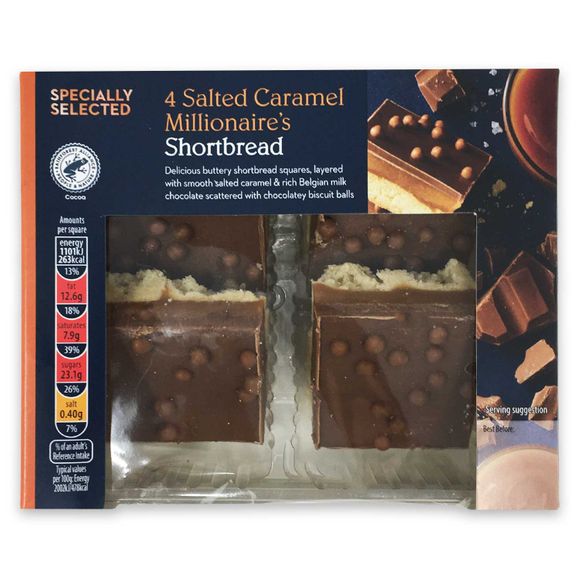 SPECIALLY
SELECTED
4 Salted Caramel
Millionaire's
Shortbread
Delicious buttery shortbread squares, layered
with smooth salted caramel & rich Belgian milk
chocolate scattered with chocolatey biscuit balls
Cocoa
Amounts
per square
energy
1101kJ
263kcal
13%
fat
12.6g
18%
saturates
7.9g
39%
sugars
23.1g
26%
salt
0.40g
7%
% of an adult's
Reference Intake
Typical values
per 100g: Energy
2002kJ/478kcal
Serving suggestion
Best Before: